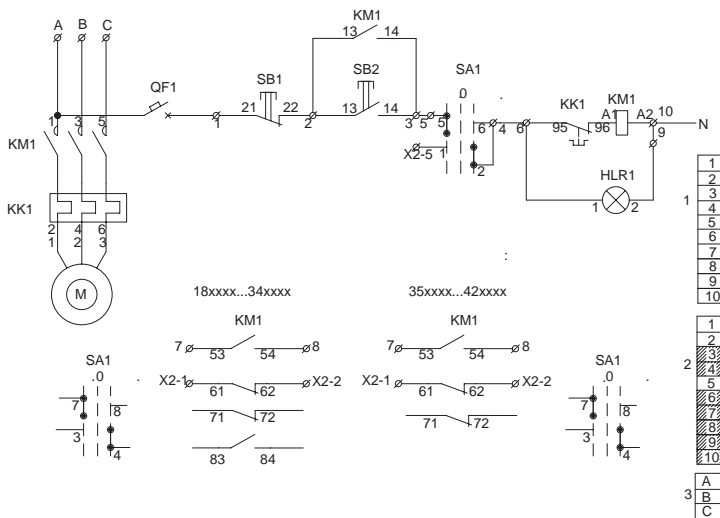 A B C
KM1
13 14
QF1 SB1 SB2 SA1
.0 .
1 3 5
21 22 13 14
1 2 3 5 5 6 4 6
KK1 KM1
95 96 A1 A2 10 N
9
KM1
X2-5 1 2
HLR1
1 2
KK1
2 4 6
1 2 3
M
:
18xxxx...34xxxx 35xxxx...42xxxx
KM1 KM1
7 53 54 8 7 53 54 8
X2-1 61 62 X2-2 X2-1 61 62 X2-2
71 72 71 72
83 84
SA1 SA1
.0 . .0 .
7 8 7 8
3 4 3 4
1
1
2
3
4
5
6
7
8
9
10
2
1
2
3
4
5
6
7
8
9
10
3
A
B
C